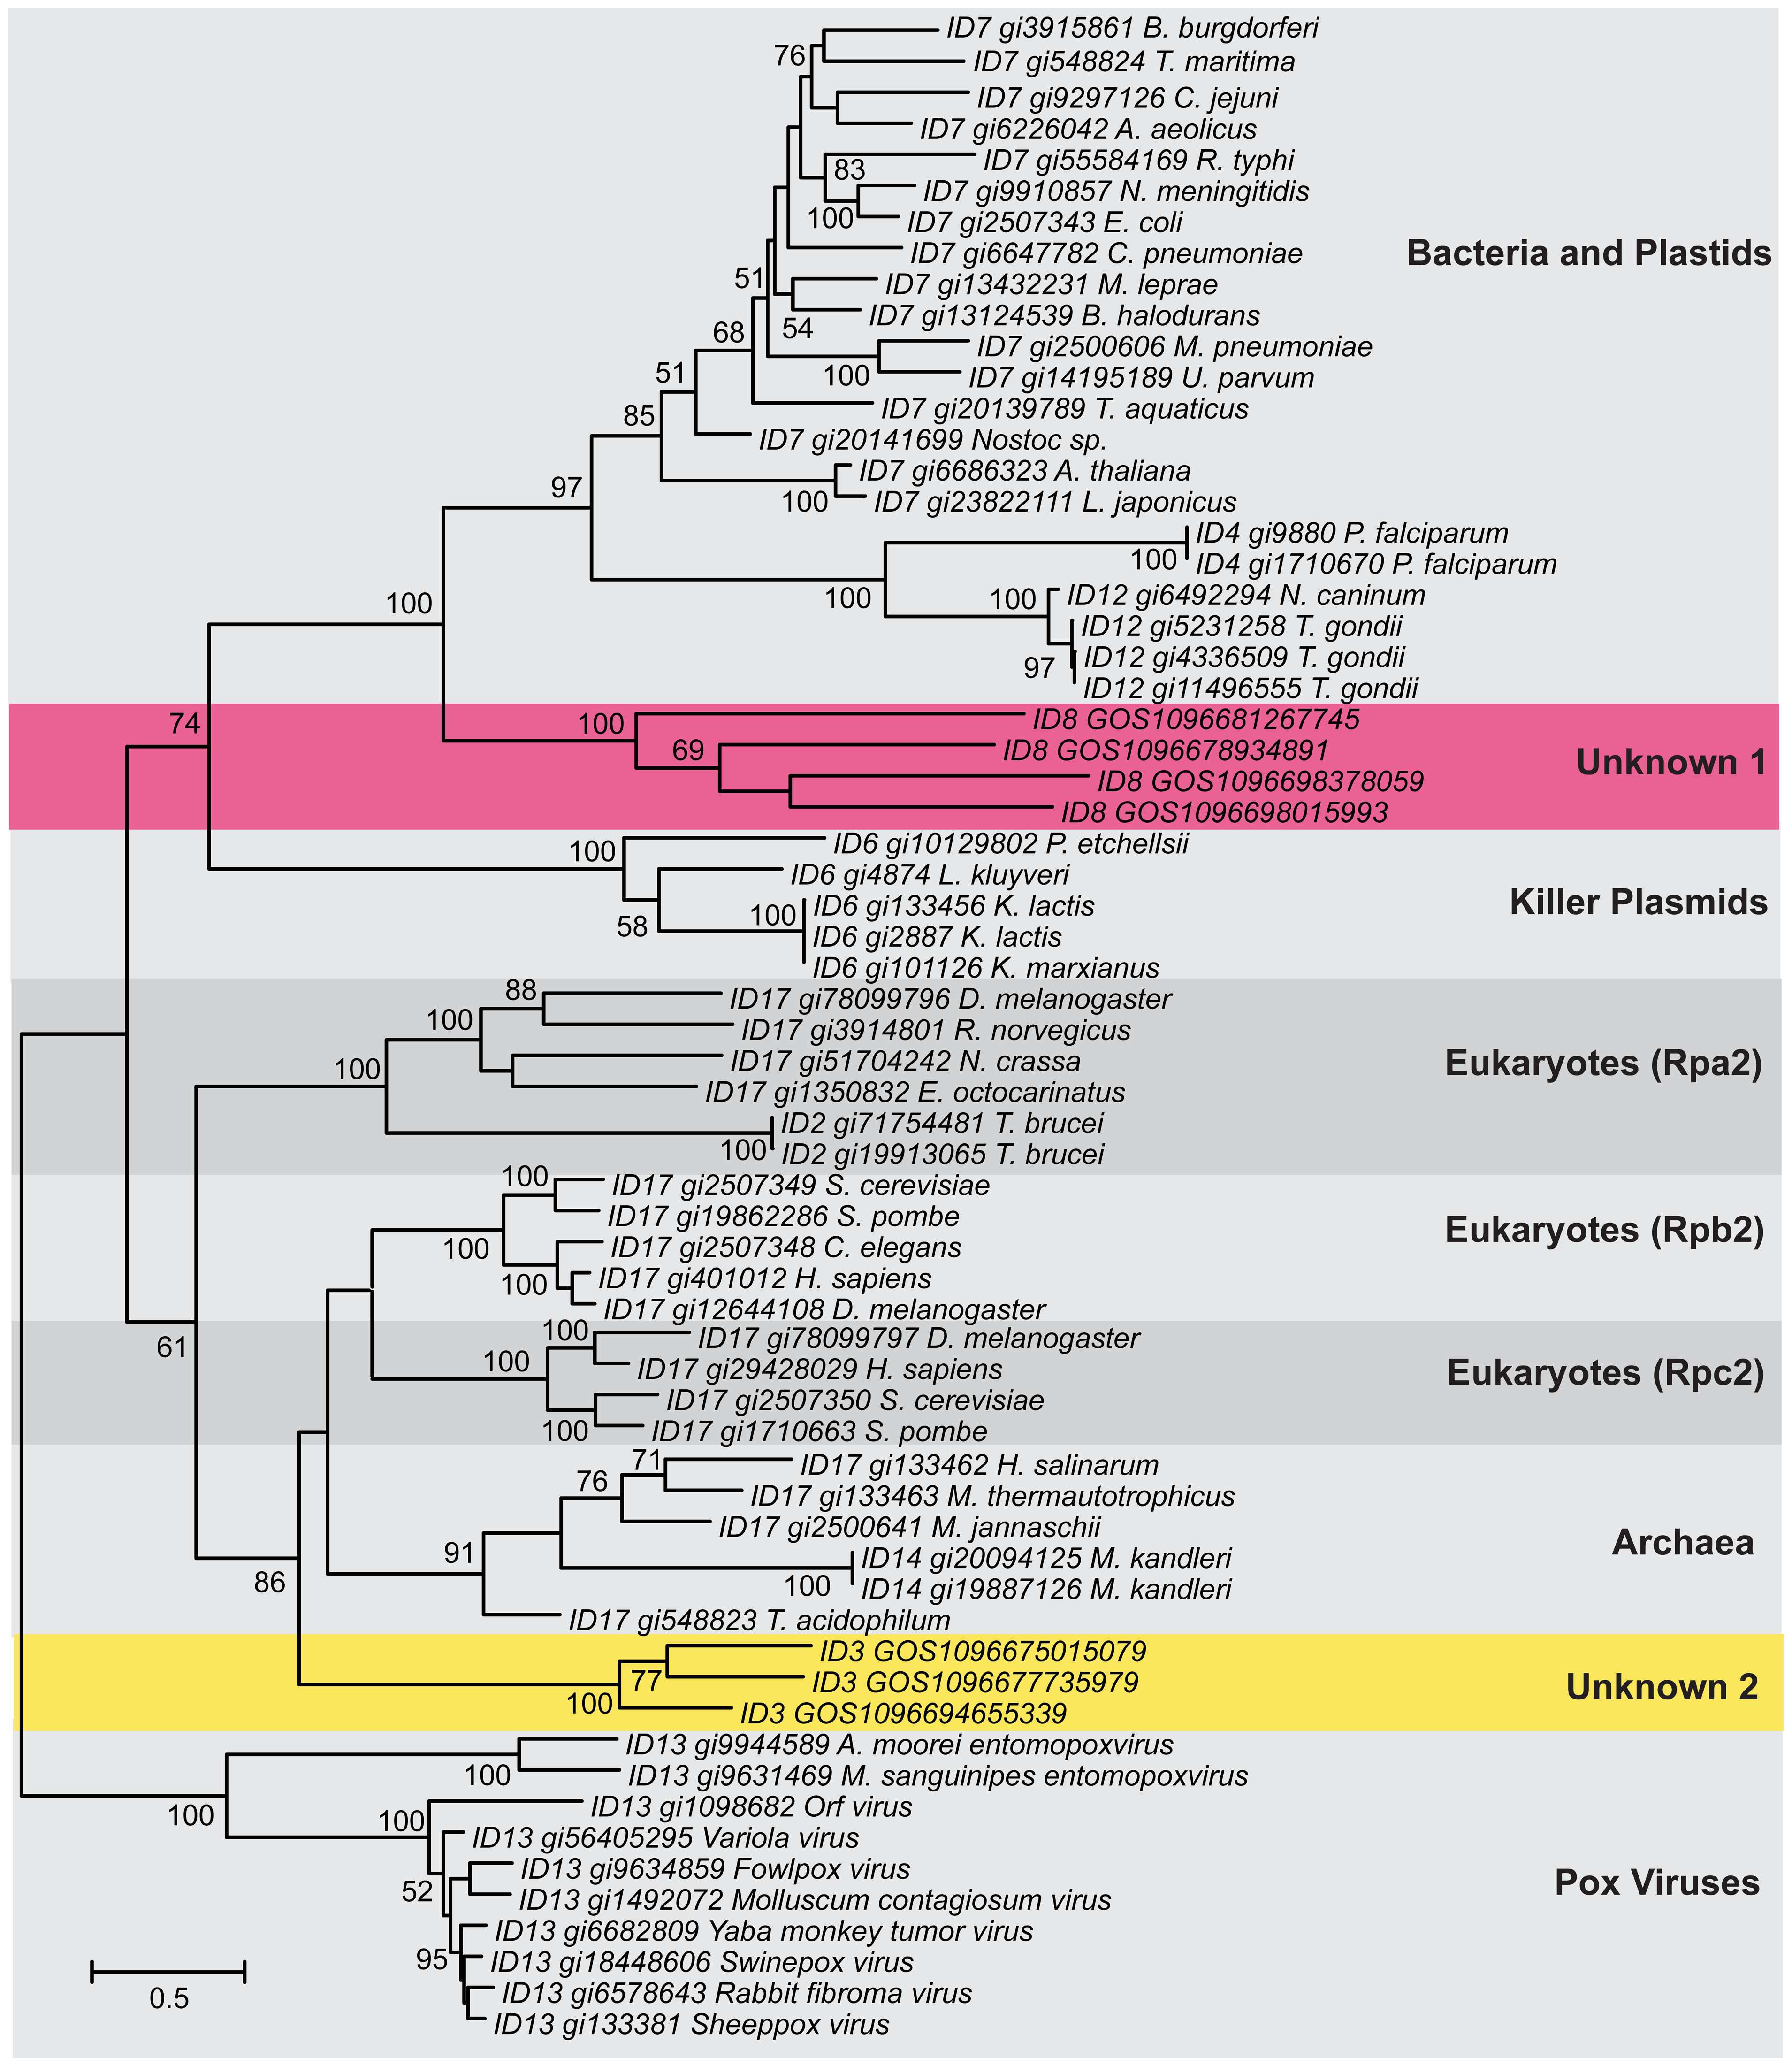 ID7 gi3915861 B. burgdorferi
76
ID7 gi548824 T. maritima
ID7 gi9297126 C. jejuni
ID7 gi6226042 A. aeolicus
ID7 gi55584169 R. typhi
83
ID7 gi9910857 N. meningitidis
100
ID7 gi2507343 E. coli
ID7 gi6647782 C. pneumoniae
Bacteria and Plastids
51
ID7 gi13432231 M. leprae
ID7 gi13124539 B. halodurans
54
68
ID7 gi2500606 M. pneumoniae
100
ID7 gi14195189 U. parvum
51
ID7 gi20139789 T. aquaticus
85
ID7 gi20141699 Nostoc sp.
ID7 gi6686323 A. thaliana
97
100
ID7 gi23822111 L. japonicus
ID4 gi9880 P. falciparum
100
ID4 gi1710670 P. falciparum
100
100
100
ID12 gi6492294 N. caninum
ID12 gi5231258 T. gondii
ID12 gi4336509 T. gondii
97
ID12 gi11496555 T. gondii
74
100
ID8 GOS1096681267745
69
ID8 GOS1096678934891
Unknown 1
ID8 GOS1096698378059
ID8 GOS1096698015993
100
ID6 gi10129802 P. etchellsii
ID6 gi4874 L. kluyveri
Killer Plasmids
58
100
ID6 gi133456 K. lactis
ID6 gi2887 K. lactis
ID6 gi101126 K. marxianus
88
ID17 gi78099796 D. melanogaster
100
ID17 gi3914801 R. norvegicus
100
ID17 gi51704242 N. crassa
Eukaryotes (Rpa2)
ID17 gi1350832 E. octocarinatus
ID2 gi71754481 T. brucei
100
ID2 gi19913065 T. brucei
100
ID17 gi2507349 S. cerevisiae
ID17 gi19862286 S. pombe
Eukaryotes (Rpb2)
100
ID17 gi2507348 C. elegans
100
ID17 gi401012 H. sapiens
ID17 gi12644108 D. melanogaster
61
100
ID17 gi78099797 D. melanogaster
100
ID17 gi29428029 H. sapiens
Eukaryotes (Rpc2)
ID17 gi2507350 S. cerevisiae
100
ID17 gi1710663 S. pombe
71
ID17 gi133462 H. salinarum
76
ID17 gi133463 M. thermautotrophicus
ID17 gi2500641 M. jannaschii
Archaea
91
ID14 gi20094125 M. kandleri
86
100
ID14 gi19887126 M. kandleri
ID17 gi548823 T. acidophilum
ID3 GOS1096675015079
77
ID3 GOS1096677735979
Unknown 2
100
ID3 GOS1096694655339
ID13 gi9944589 A. moorei entomopoxvirus
100
ID13 gi9631469 M. sanguinipes entomopoxvirus
100
100
ID13 gi1098682 Orf virus
ID13 gi56405295 Variola virus
ID13 gi9634859 Fowlpox virus
Pox Viruses
52
ID13 gi1492072 Molluscum contagiosum virus
ID13 gi6682809 Yaba monkey tumor virus
95
ID13 gi18448606 Swinepox virus
0.5
ID13 gi6578643 Rabbit fibroma virus
ID13 gi133381 Sheeppox virus